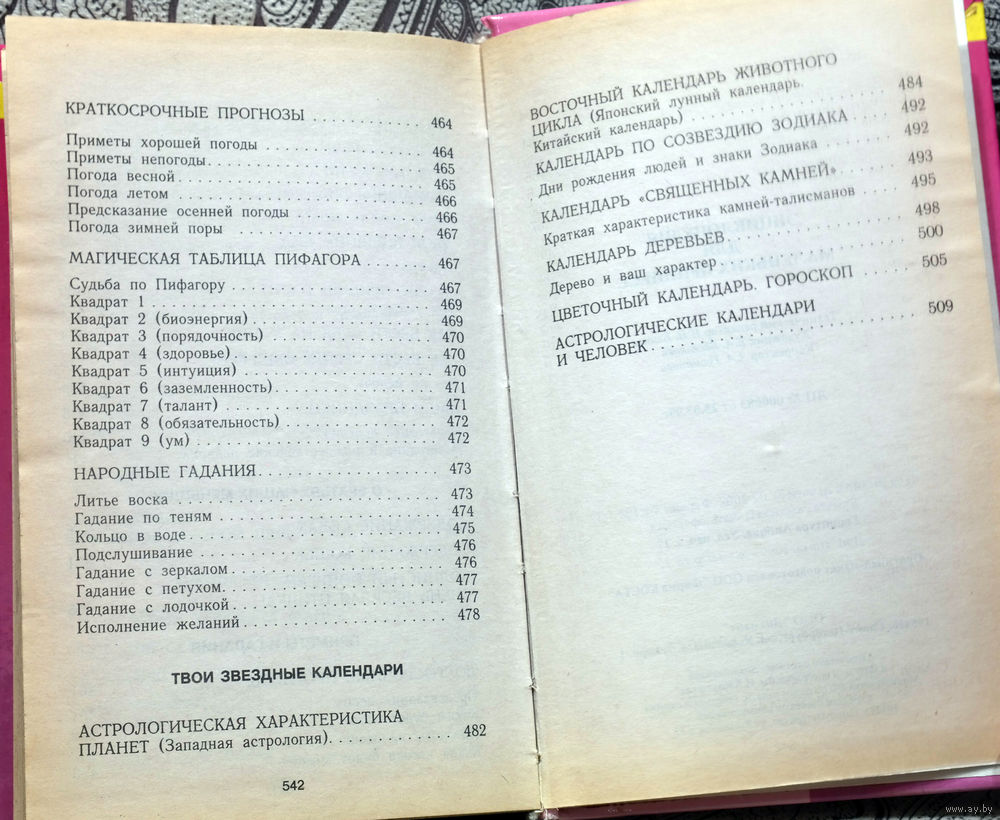 КРАТКОСРОЧНЫЕ ПРОГНОЗЫ . . . . . . . . . . 464
Приметы хорошей погоды . . . . . . . . . . 464
Приметы непогоды. . . . . . . . . . 465
Погода весной . . . . . . . . . . 465
Погода летом . . . . . . . . . . 466
Предсказание осенней погоды . . . . . . . . . . 466
Погода зимней поры . . . . . . . . . . 467
МАГИЧЕСКАЯ ТАБЛИЦА ПИФАГОРА . . . . . . 467
Судьба по Пифагору . . . . . . . . . . 467
Квадрат 1 . . . . . . . . . . 469
Квадрат 2 (биоэнергия) . . . . . . . . . . 469
Квадрат 3 (порядочность) . . . . . . . . . . 470
Квадрат 4 (здоровье). . . . . . . . . . 470
Квадрат 5 (интуиция) . . . . . . . . . . 470
Квадрат 6 (заземленность). . . . . . . . . . 471
Квадрат 7 (талант) . . . . . . . . . . 471
Квадрат 8 (обязательность) . . . . . . . . . . 472
Квадрат 9 (ум) . . . . . . . . . . 472
НАРОДНЫЕ ГАДАНИЯ. . . . . . . . . . 473
Литье воска . . . . . . . . . . 473
Гадание по теням . . . . . . . . . . 474
Кольцо в воде . . . . . . . . . . 475
Подслушивание . . . . . . . . . . 476
Гадание с зеркалом . . . . . . . . . . 476
Гадание с петухом. . . . . . . . . . 477
Гадание с лодочкой . . . . . . . . . . 477
Исполнение желаний. . . . . . . . . . 478
ТВОИ ЗВЕЗДНЫЕ КАЛЕНДАРИ
АСТРОЛОГИЧЕСКАЯ ХАРАКТЕРИСТИКА
ПЛАНЕТ (Западная астрология). . . . . . . . . . 482
542
ВОСТОЧНЫЙ КАЛЕНДАРЬ ЖИВОТНОГО
ЦИКЛА (Японский лунный календарь.
Китайский календарь) . . . . . . . . . . 484
КАЛЕНДАРЬ ПО СОЗВЕЗДИЮ ЗОДИАКА . . . . 492
Дни рождения людей и знаки Зодиака . . . . . . 492
КАЛЕНДАРЬ «СВЯЩЕННЫХ КАМНЕЙ». . . . . 493
Краткая характеристика камней-талисманов . . . . 495
КАЛЕНДАРЬ ДЕРЕВЬЕВ . . . . . . . . . . 498
Дерево и ваш характер . . . . . . . . . . 500
ЦВЕТОЧНЫЙ КАЛЕНДАРЬ. ГОРОСКОП . . . . . 505
АСТРОЛОГИЧЕСКИЕ КАЛЕНДАРИ
И ЧЕЛОВЕК . . . . . . . . . . 509
www.ay.by